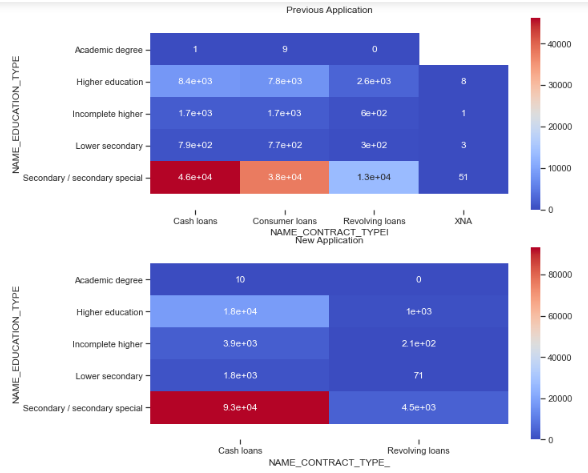 Previous Application
NAME_EDUCATION_TYPE
Academic degree 1 9 0
Higher education 8.4e+03 7.8e+03 2.6e+03 8
Incomplete higher 1.7e+03 1.7e+03 6e+02 1
Lower secondary 7.9e+02 7.7e+02 3e+02 3
Secondary / secondary special 4.6e+04 3.8e+04 1.3e+04 51
Cash loans Consumer loans Revolving loans XNA
NAME_CONTRACT_TYPEI
40000
30000
20000
10000
0
New Application
NAME_EDUCATION_TYPE
Academic degree 10 0
Higher education 1.8e+04 1e+03
Incomplete higher 3.9e+03 2.1e+02
Lower secondary 1.8e+03 71
Secondary / secondary special 9.3e+04 4.5e+03
Cash loans Revolving loans
NAME_CONTRACT_TYPE_
80000
60000
40000
20000
0